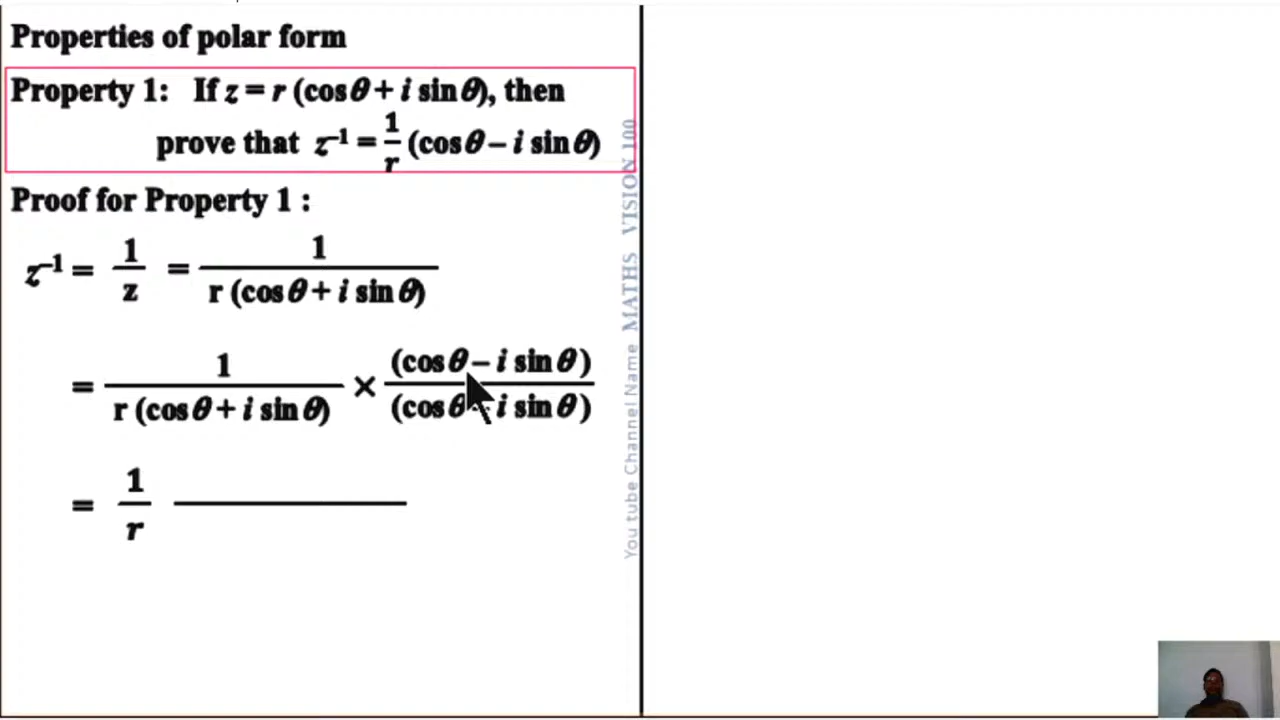 Properties of polar form
Property 1: If z = r (cosθ + i sinθ), then
prove that z⁻¹ = 1/r (cosθ – i sinθ)
Proof for Property 1 :
z⁻¹ = 1/z = 1/(r (cosθ + i sinθ))
= 1/(r (cosθ + i sinθ)) × (cosθ – i sinθ)/(cosθ – i sinθ)
= 1/r
You tube Channel Name MATHS VISION 100